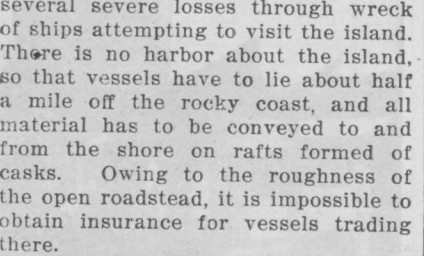 several severe losses through wreck
of ships attempting to visit the island.
There is no harbor about the island,
so that vessels have to lie about half
a mile off the rocky coast, and all
material has to be conveyed to and
from the shore on rafts formed of
casks. Owing to the roughness of
the open roadstead, it is impossible to
obtain insurance for vessels trading
there.